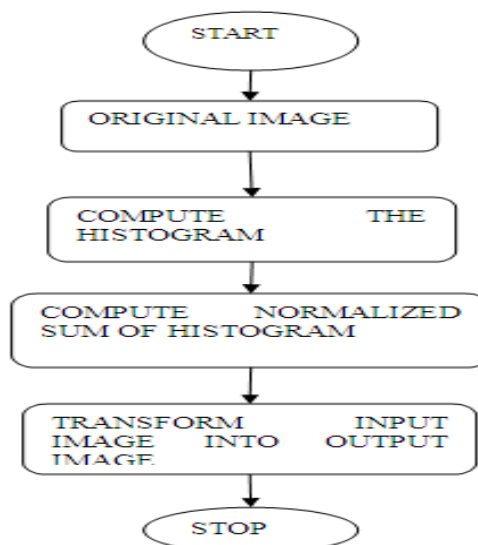 START
ORIGINAL IMAGE
COMPUTE THE
HISTOGRAM
COMPUTE NORMALIZED
SUM OF HISTOGRAM
TRANSFORM INPUT
IMAGE INTO OUTPUT
IMAGE
STOP